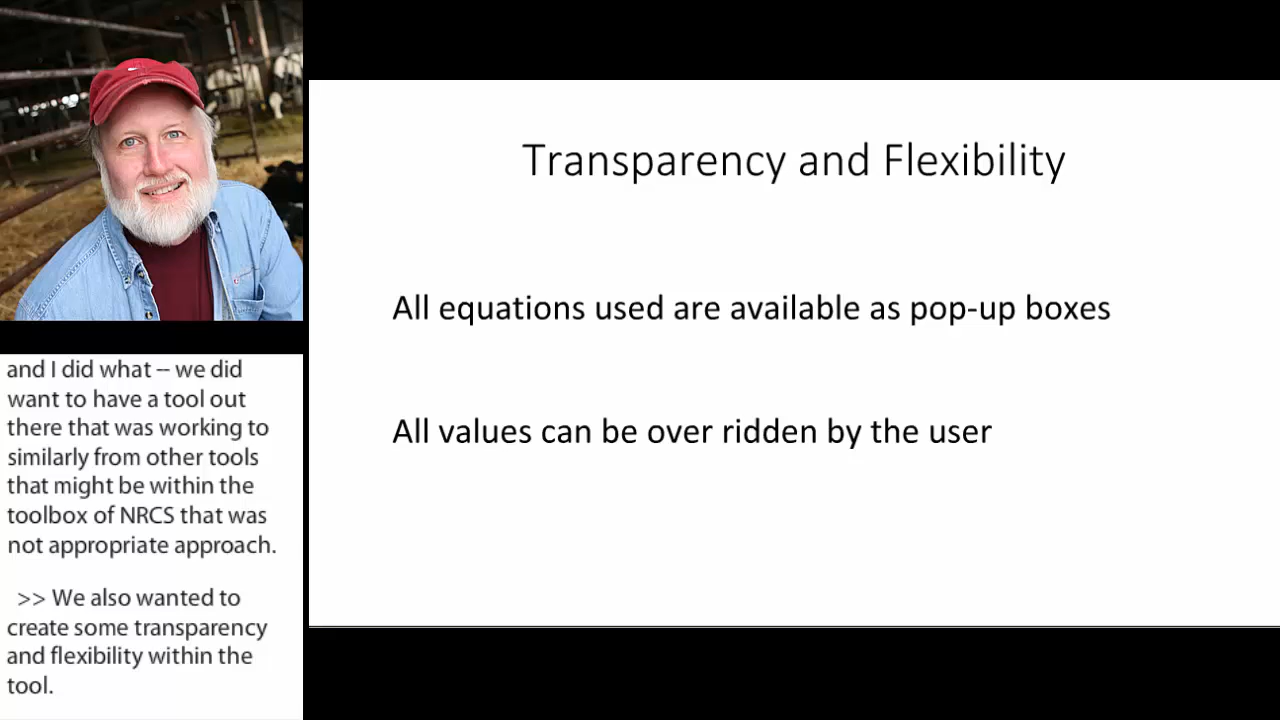 Transparency and Flexibility
All equations used are available as pop-up boxes
All values can be over ridden by the user
and I did what -- we did
want to have a tool out
there that was working to
similarly from other tools
that might be within the
toolbox of NRCS that was
not appropriate approach.
>> We also wanted to
create some transparency
and flexibility within the
tool.